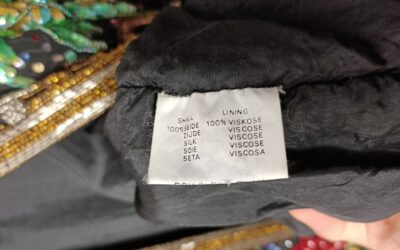 SHELL LINING
100% SEIDE 100% VISKOSE
ZIJDE VISCOSE
SILK VISCOSE
SOIE VISCOSE
SETA VISCOSA